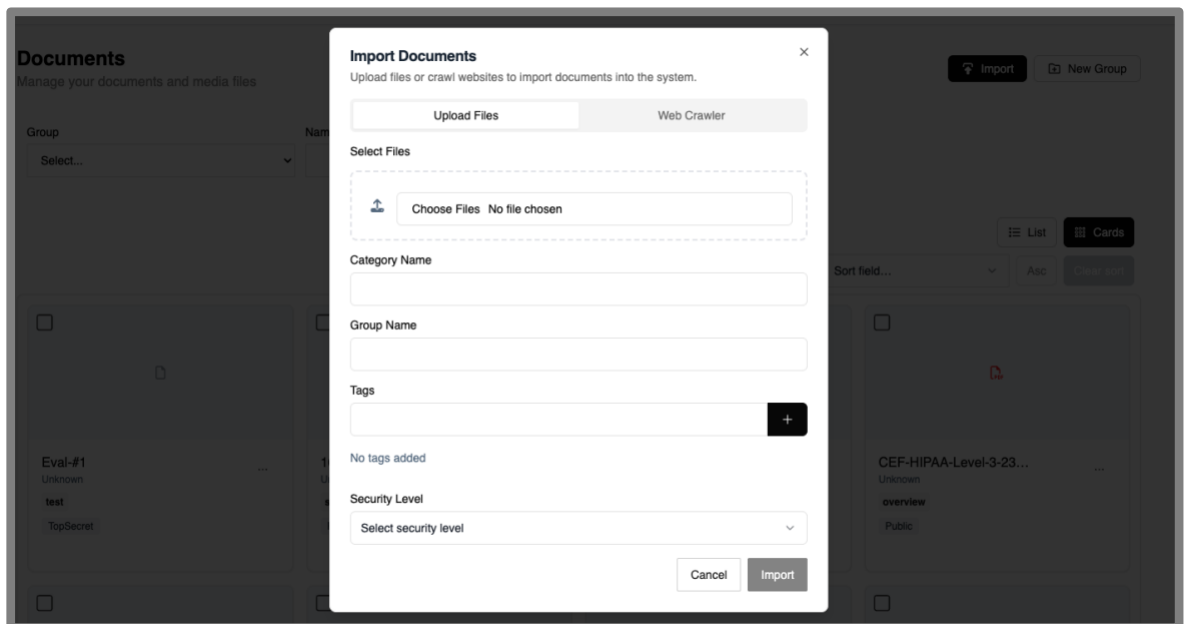 Documents
Manage your documents and media files
Import
New Group
Group
Select...
Nam
List
Cards
Sort field...
Asc
Clear sort
Eval-#1
...
Unknown
test
TopSecret
CEF-HIPAA-Level-3-23...
...
Unknown
overview
Public
Import Documents
Upload files or crawl websites to import documents into the system.
Upload Files Web Crawler
Select Files
Choose Files No file chosen
Category Name
Group Name
Tags
+
No tags added
Security Level
Select security level
Cancel Import